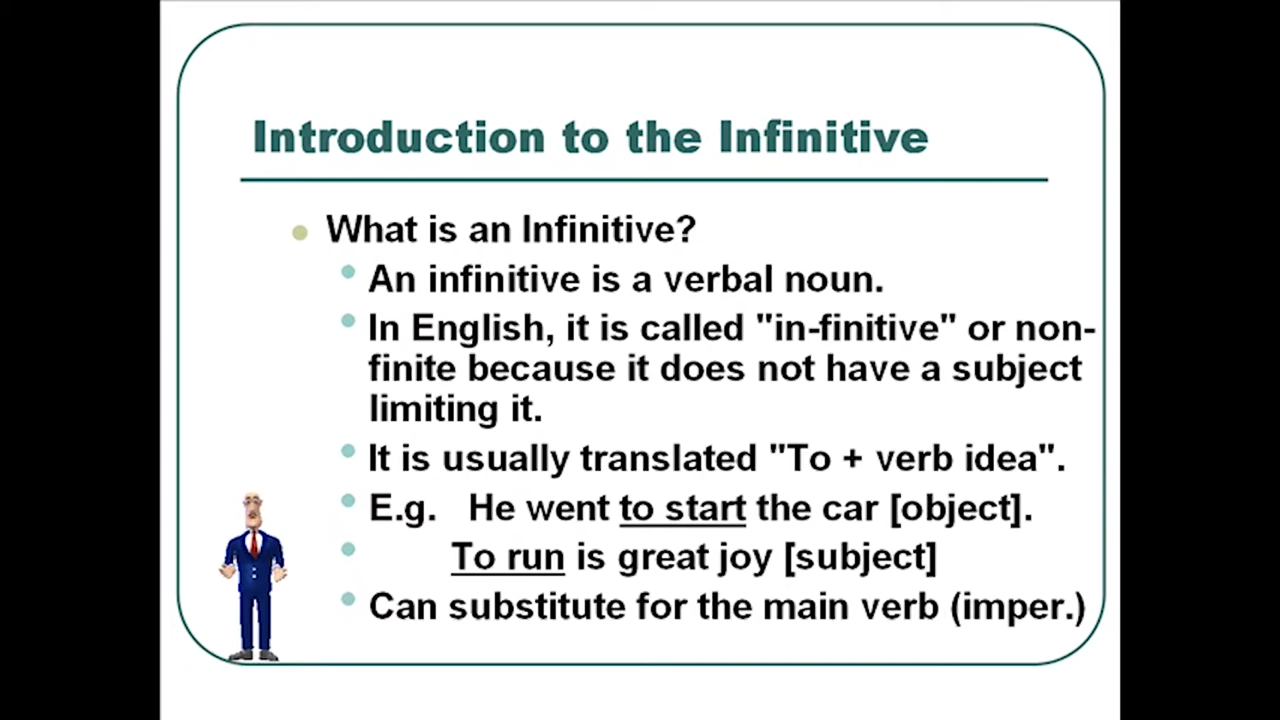 Introduction to the Infinitive
What is an Infinitive?
An infinitive is a verbal noun.
In English, it is called "in-finitive" or non-
finite because it does not have a subject
limiting it.
It is usually translated "To + verb idea".
E.g. He went to start the car [object].
To run is great joy [subject]
Can substitute for the main verb (imper.)